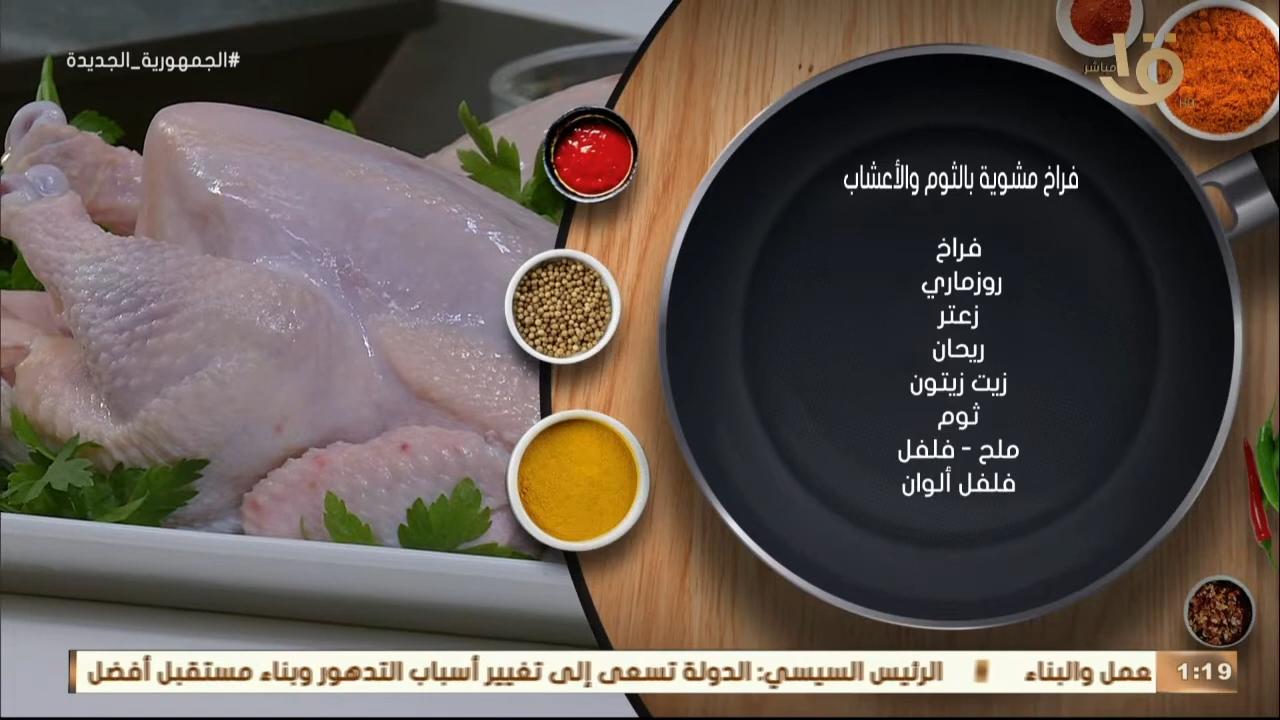 #الجمهورية_الجديدة
مباشر
HD
فراخ مشوية بالثوم والأعشاب
فراخ
روزماري
زعتر
ريحان
زيت زيتون
ثوم
ملح - فلفل
فلفل ألوان
1:19 عمل والبناء الرئيس السيسي: الدولة تسعى إلى تغيير أسباب التدهور وبناء مستقبل أفضل